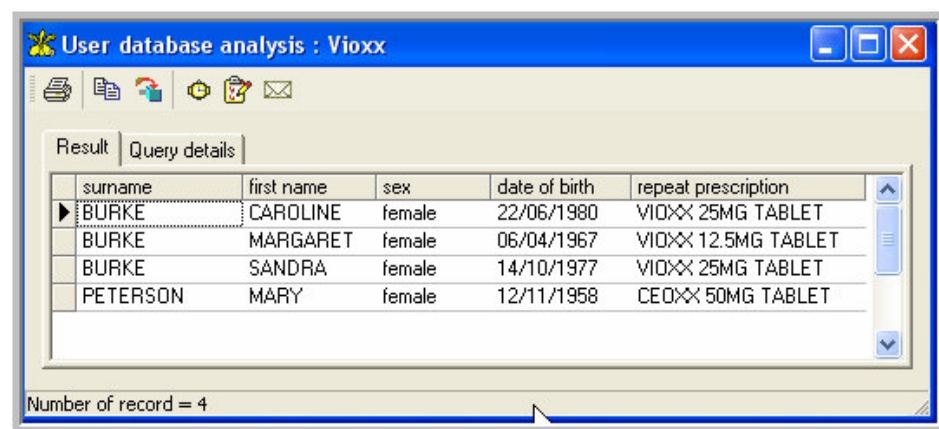 User database analysis : Vioxx
Result Query details
surname first name sex date of birth repeat prescription
BURKE CAROLINE female 22/06/1980 VIOXX 25MG TABLET
BURKE MARGARET female 06/04/1967 VIOXX 12.5MG TABLET
BURKE SANDRA female 14/10/1977 VIOXX 25MG TABLET
PETERSON MARY female 12/11/1958 CEOXX 50MG TABLET
Number of record = 4